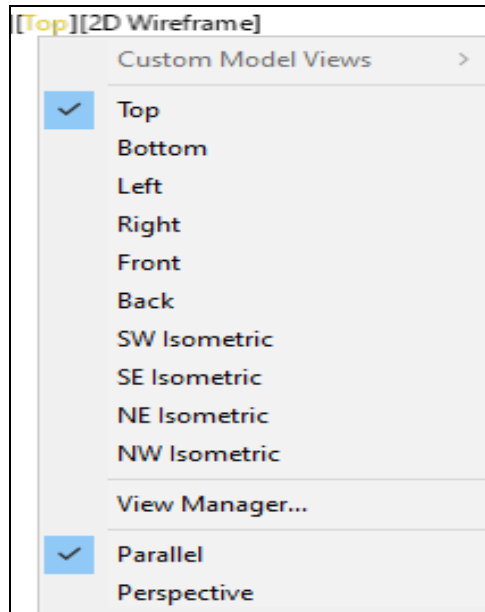 ][Top][2D Wireframe]
Custom Model Views >
Top
Bottom
Left
Right
Front
Back
SW Isometric
SE Isometric
NE Isometric
NW Isometric
View Manager...
Parallel
Perspective